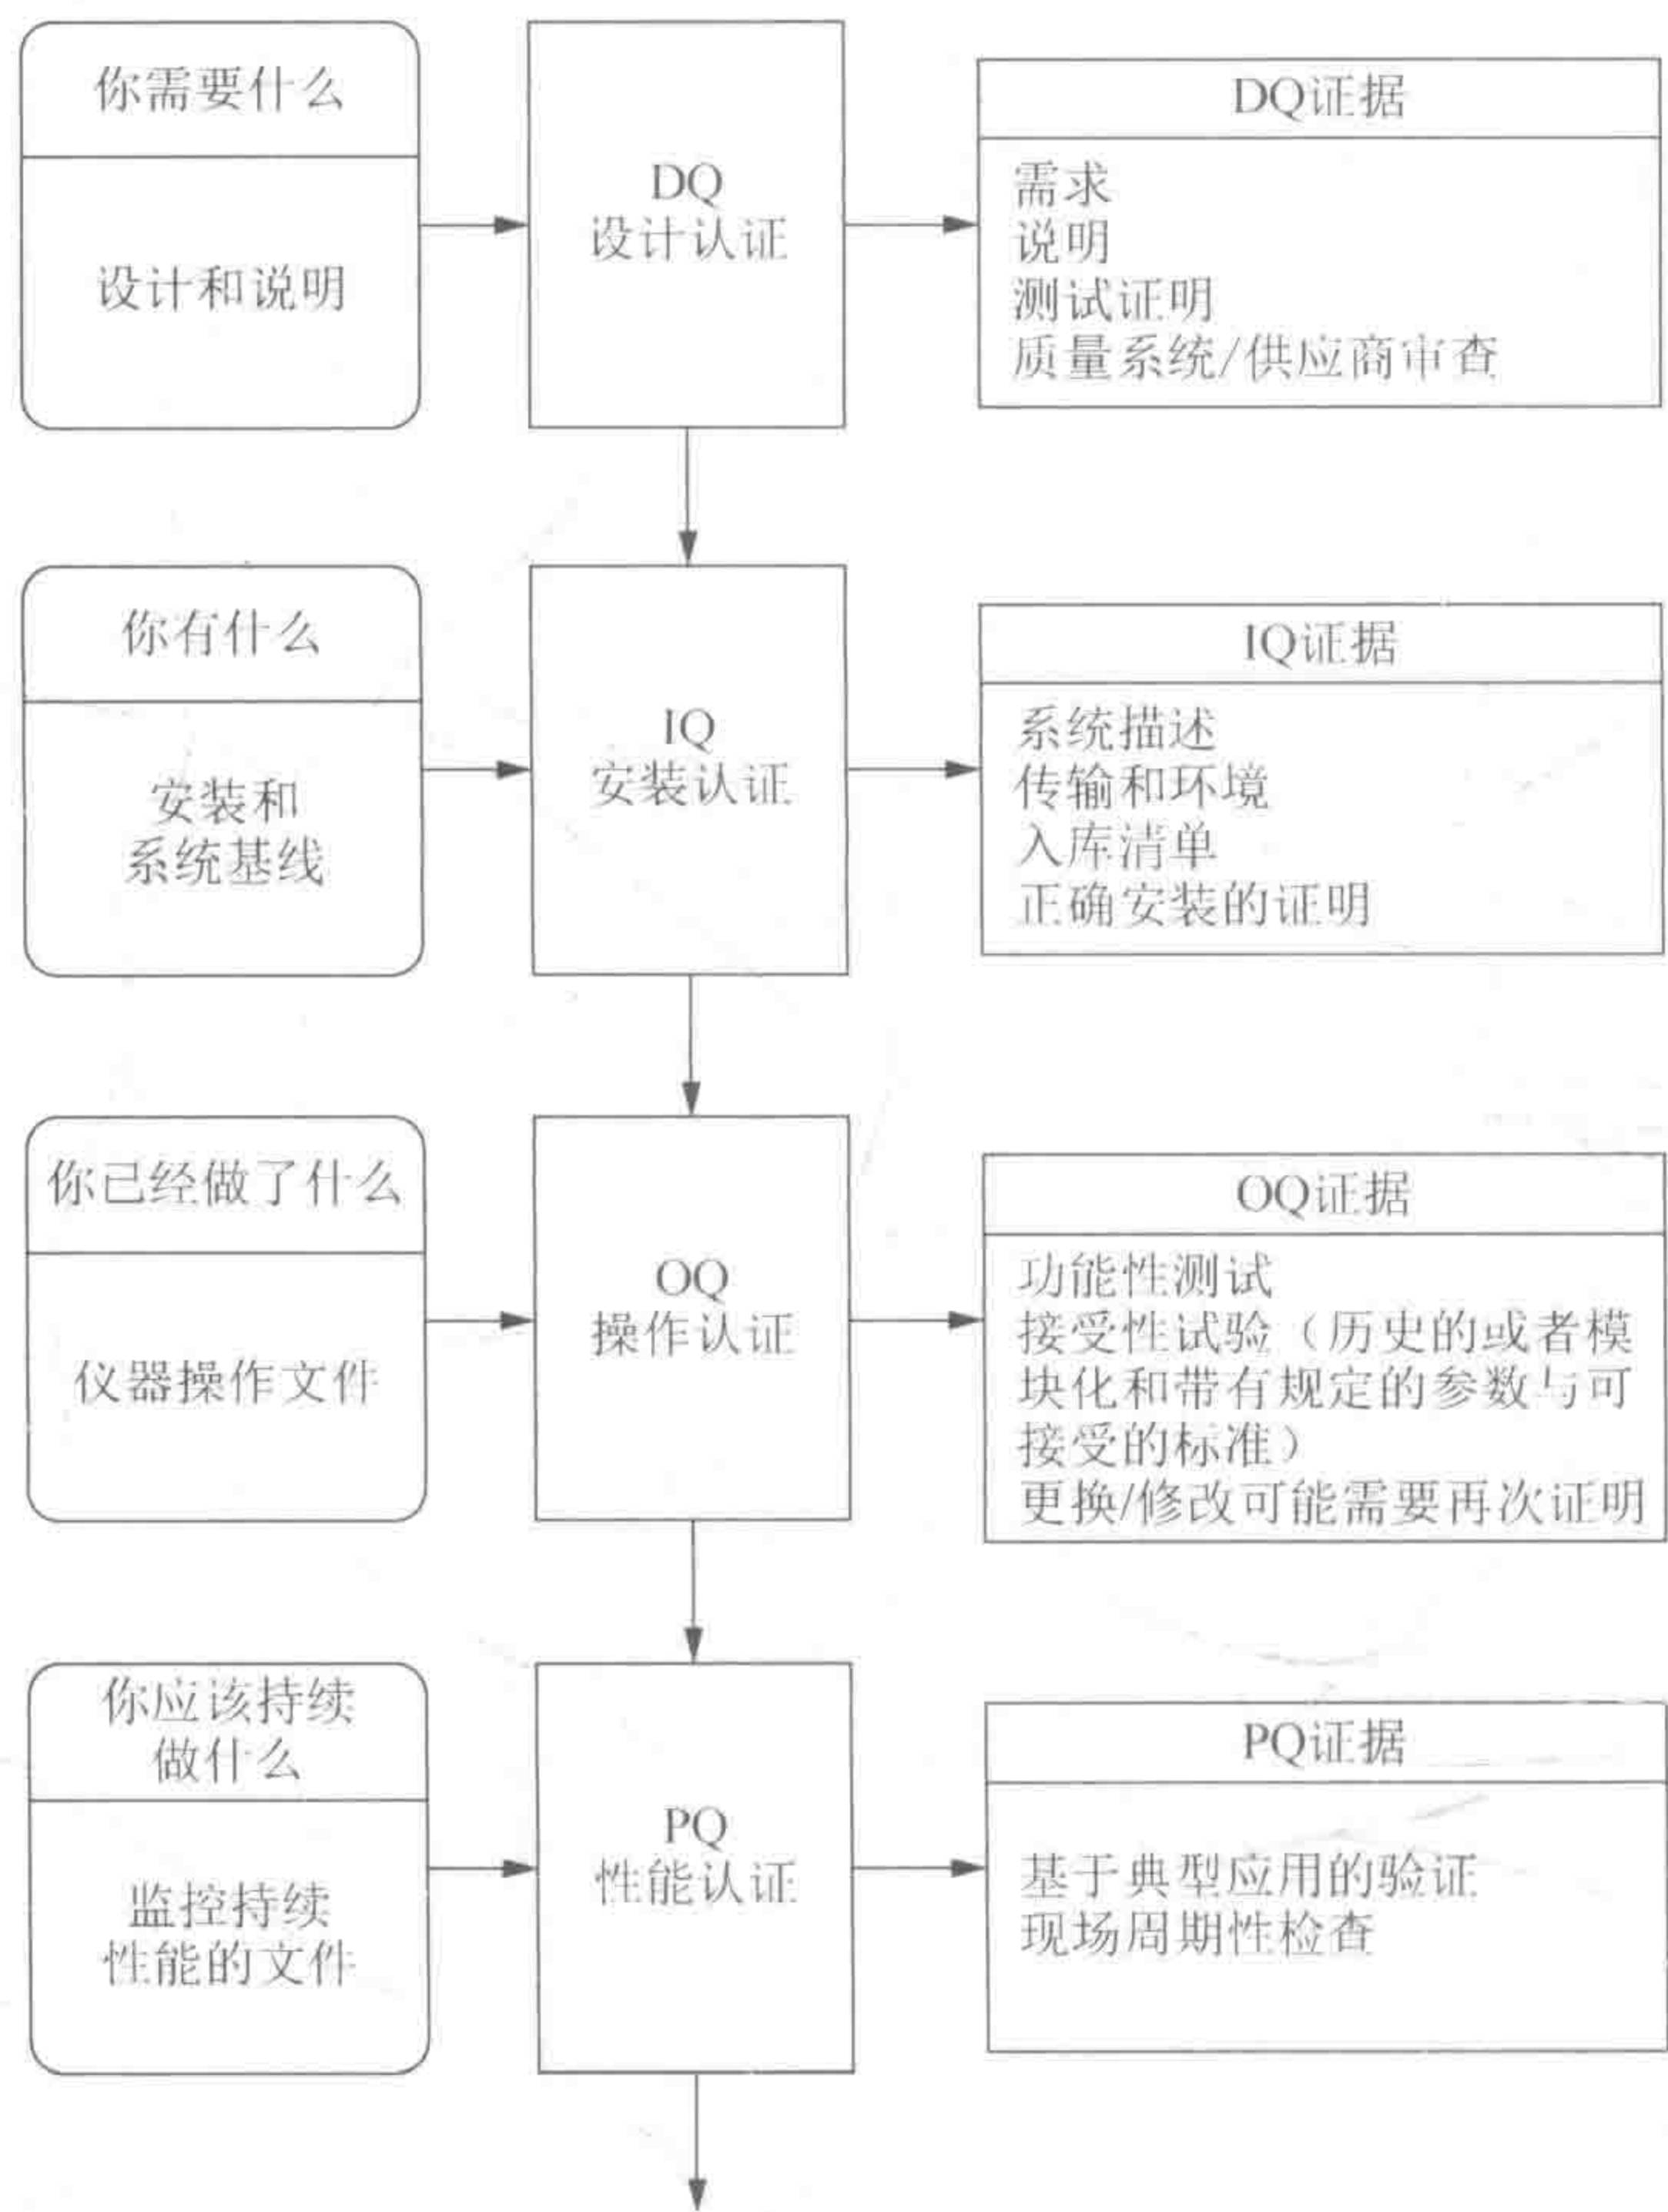 你需要什么
设计和说明
DQ
设计认证
DQ证据
需求
说明
测试证明
质量系统/供应商审查
你有什么
安装和
系统基线
IQ
安装认证
IQ证据
系统描述
传输和环境
入库清单
正确安装的证明
你已经做了什么
仪器操作文件
OQ
操作认证
OQ证据
功能性测试
接受性试验（历史的或者模
块化和带有规定的参数与可
接受的标准）
更换/修改可能需要再次证明
你应该持续
做什么
监控持续
性能的文件
PQ
性能认证
PQ证据
基于典型应用的验证
现场周期性检查